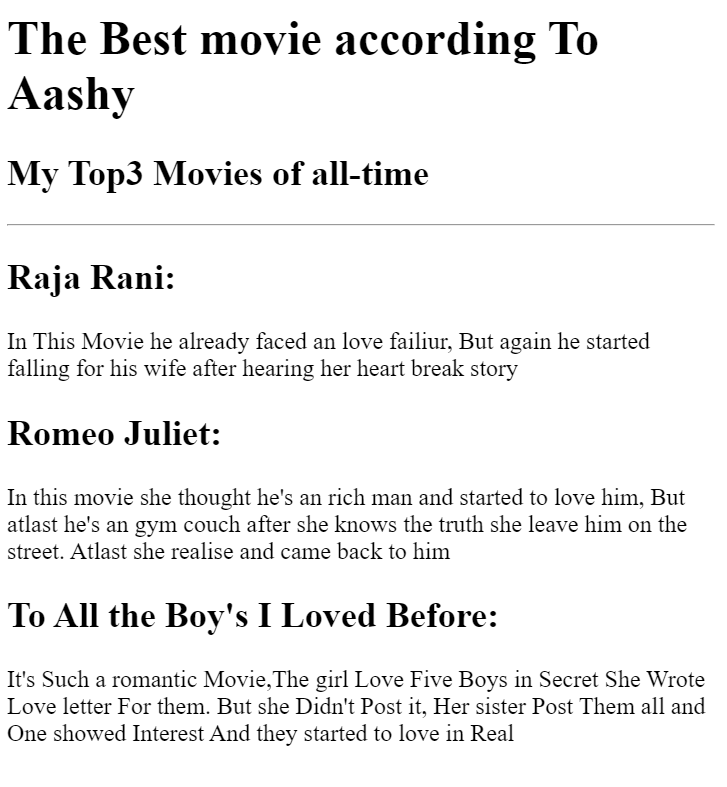 The Best movie according To
Aashy
My Top3 Movies of all-time
Raja Rani:
In This Movie he already faced an love failiur, But again he started
falling for his wife after hearing her heart break story
Romeo Juliet:
In this movie she thought he's an rich man and started to love him, But
atlast he's an gym couch after she knows the truth she leave him on the
street. Atlast she realise and came back to him
To All the Boy's I Loved Before:
It's Such a romantic Movie,The girl Love Five Boys in Secret She Wrote
Love letter For them. But she Didn't Post it, Her sister Post Them all and
One showed Interest And they started to love in Real